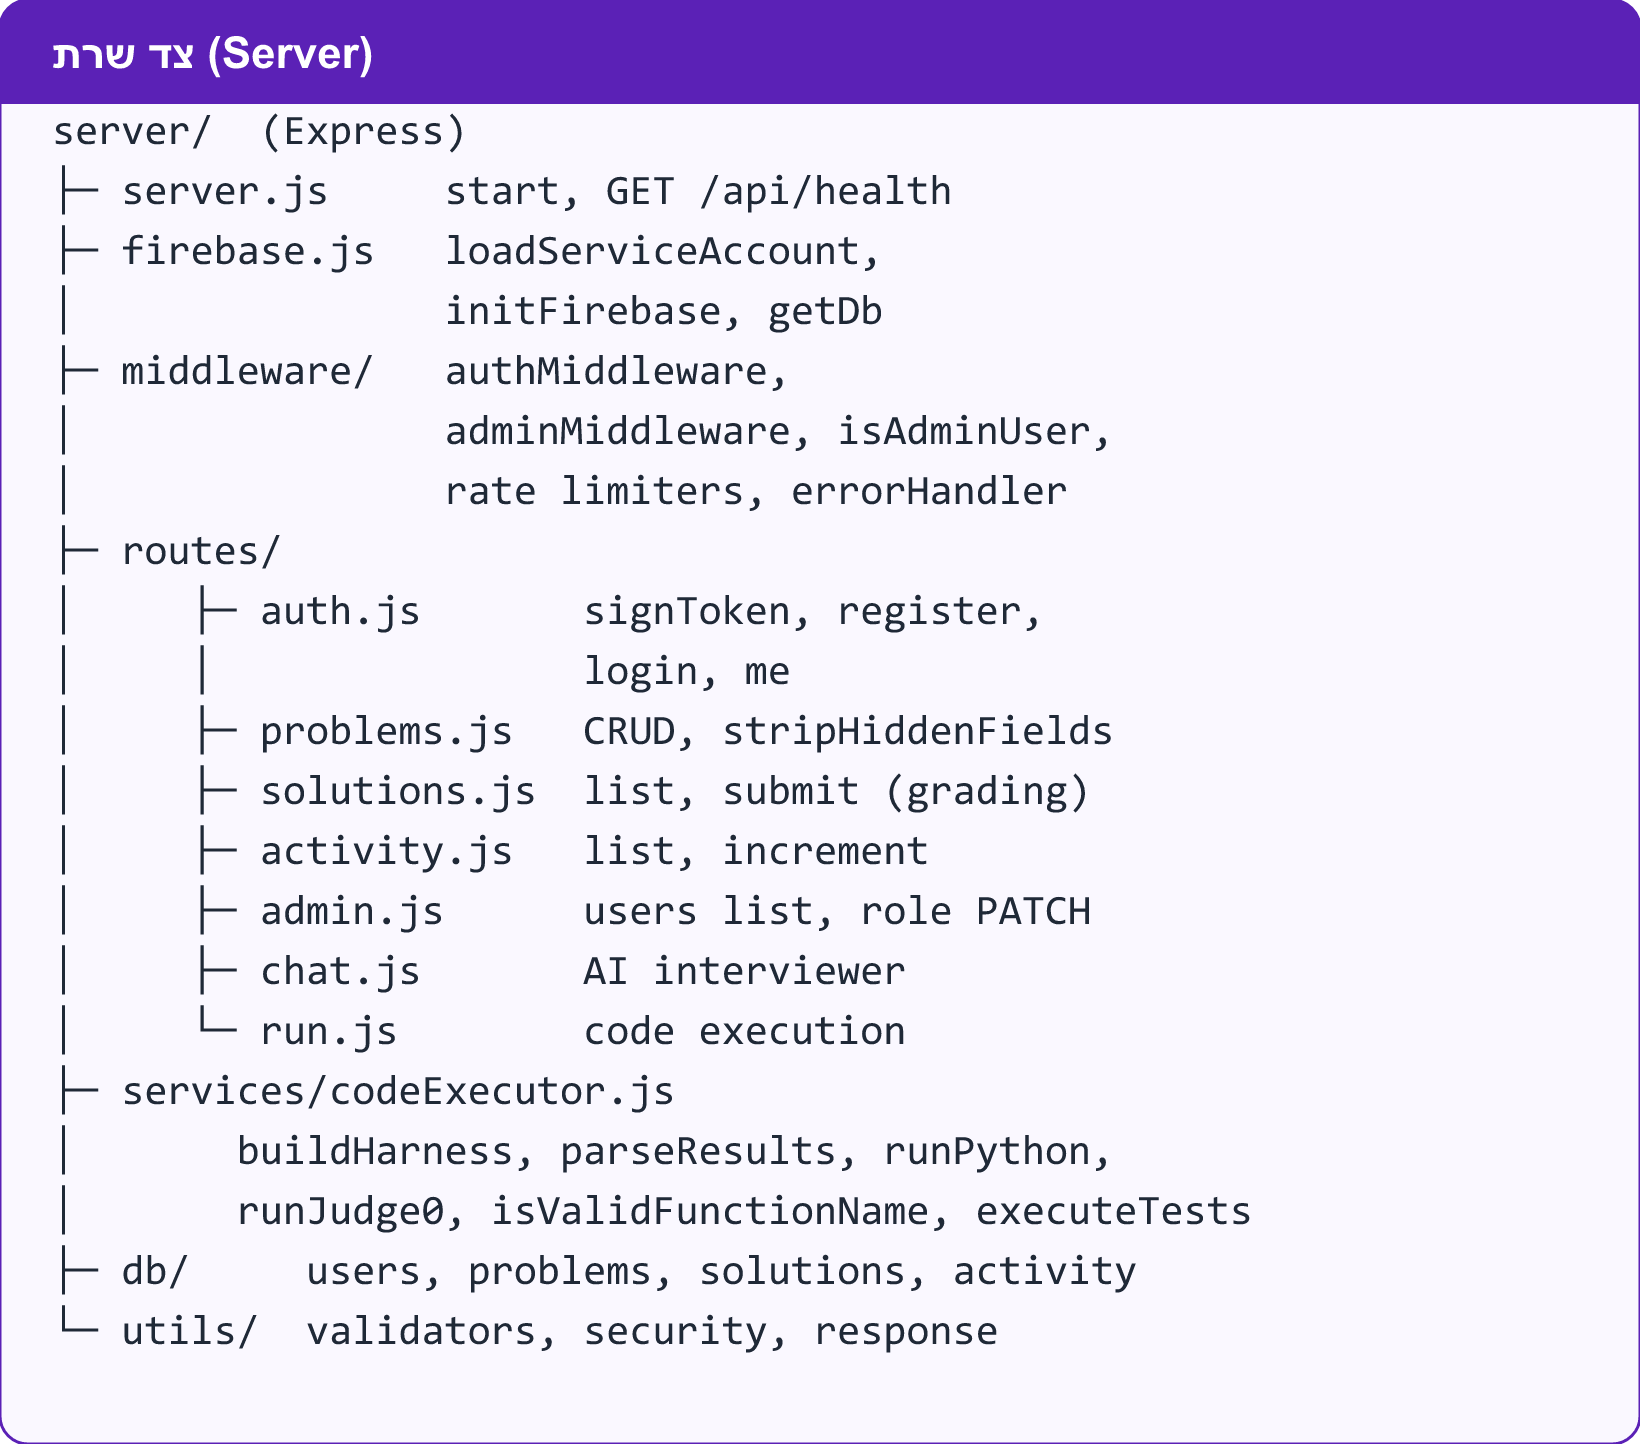 צד שרת (Server)
server/  (Express)
├─ server.js     start, GET /api/health
├─ firebase.js   loadServiceAccount,
│                initFirebase, getDb
├─ middleware/   authMiddleware,
│                adminMiddleware, isAdminUser,
│                rate limiters, errorHandler
├─ routes/
│     ├─ auth.js       signToken, register,
│     │                login, me
│     ├─ problems.js   CRUD, stripHiddenFields
│     ├─ solutions.js  list, submit (grading)
│     ├─ activity.js   list, increment
│     ├─ admin.js      users list, role PATCH
│     ├─ chat.js       AI interviewer
│     └─ run.js        code execution
├─ services/codeExecutor.js
│       buildHarness, parseResults, runPython,
│       runJudge0, isValidFunctionName, executeTests
├─ db/     users, problems, solutions, activity
└─ utils/  validators, security, response